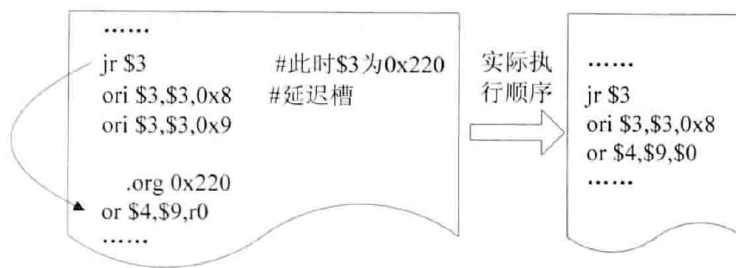 ……
jr $3 #此时$3为0x220
ori $3,$3,0x8 #延迟槽
ori $3,$3,0x9
.org 0x220
or $4,$9,r0
……
实际执
行顺序
……
jr $3
ori $3,$3,0x8
or $4,$9,$0
……